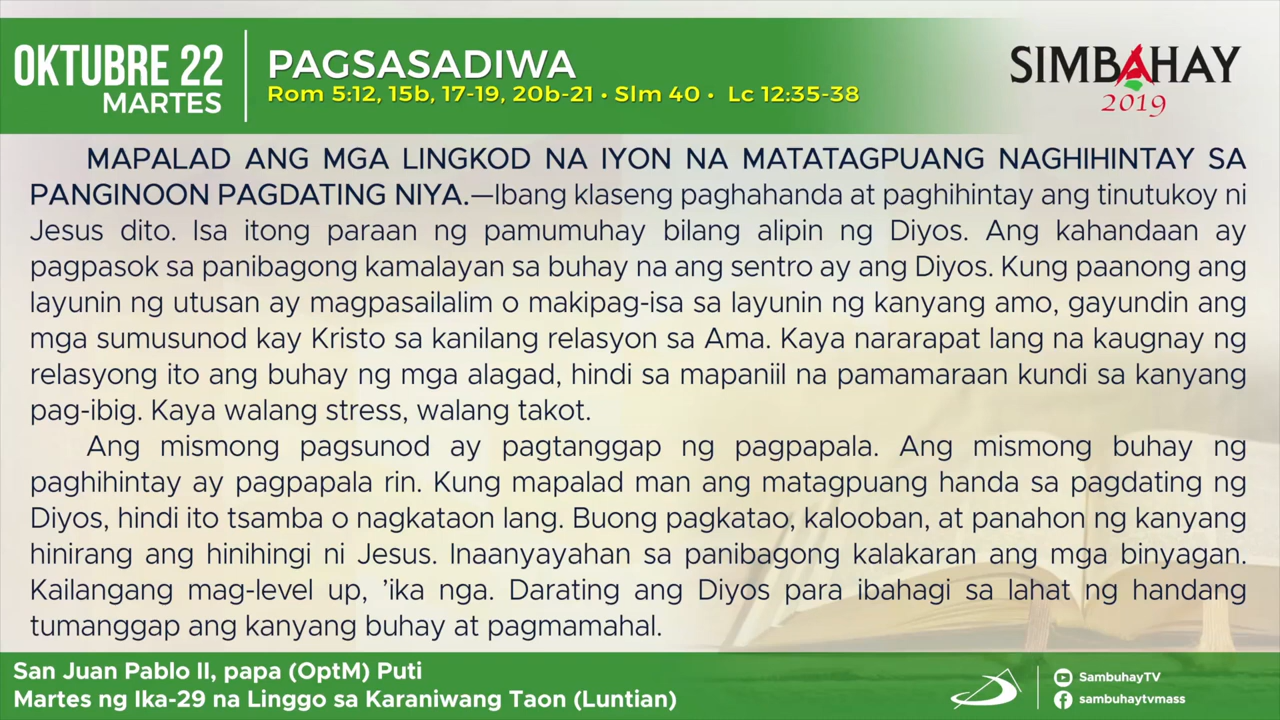 OKTUBRE 22
MARTES
PAGSASADIWA
Rom 5:12, 15b, 17-19, 20b-21 • Slm 40 • Lc 12:35-38
SIMBAHAY
2019
MAPALAD ANG MGA LINGKOD NA IYON NA MATATAGPUANG NAGHIHINTAY SA
PANGINOON PAGDATING NIYA.—Ibang klaseng paghahanda at paghihintay ang tinutukoy ni
Jesus dito. Isa itong paraan ng pamumuhay bilang alipin ng Diyos. Ang kahandaan ay
pagpasok sa panibagong kamalayan sa buhay na ang sentro ay ang Diyos. Kung paanong ang
layunin ng utusan ay magpasailalim o makipag-isa sa layunin ng kanyang amo, gayundin ang
mga sumusunod kay Kristo sa kanilang relasyon sa Ama. Kaya nararapat lang na kaugnay ng
relasyong ito ang buhay ng mga alagad, hindi sa mapaniil na pamamaraan kundi sa kanyang
pag-ibig. Kaya walang stress, walang takot.
Ang mismong pagsunod ay pagtanggap ng pagpapala. Ang mismong buhay ng
paghihintay ay pagpapala rin. Kung mapalad man ang matagpuang handa sa pagdating ng
Diyos, hindi ito tsamba o nagkataon lang. Buong pagkatao, kalooban, at panahon ng kanyang
hinirang ang hinihingi ni Jesus. Inaanyayahan sa panibagong kalakaran ang mga binyagan.
Kailangang mag-level up, ’ika nga. Darating ang Diyos para ibahagi sa lahat ng handang
tumanggap ang kanyang buhay at pagmamahal.
San Juan Pablo II, papa (OptM) Puti
Martes ng Ika-29 na Linggo sa Karaniwang Taon (Luntian)
SambuhayTV
sambuhaytvmass